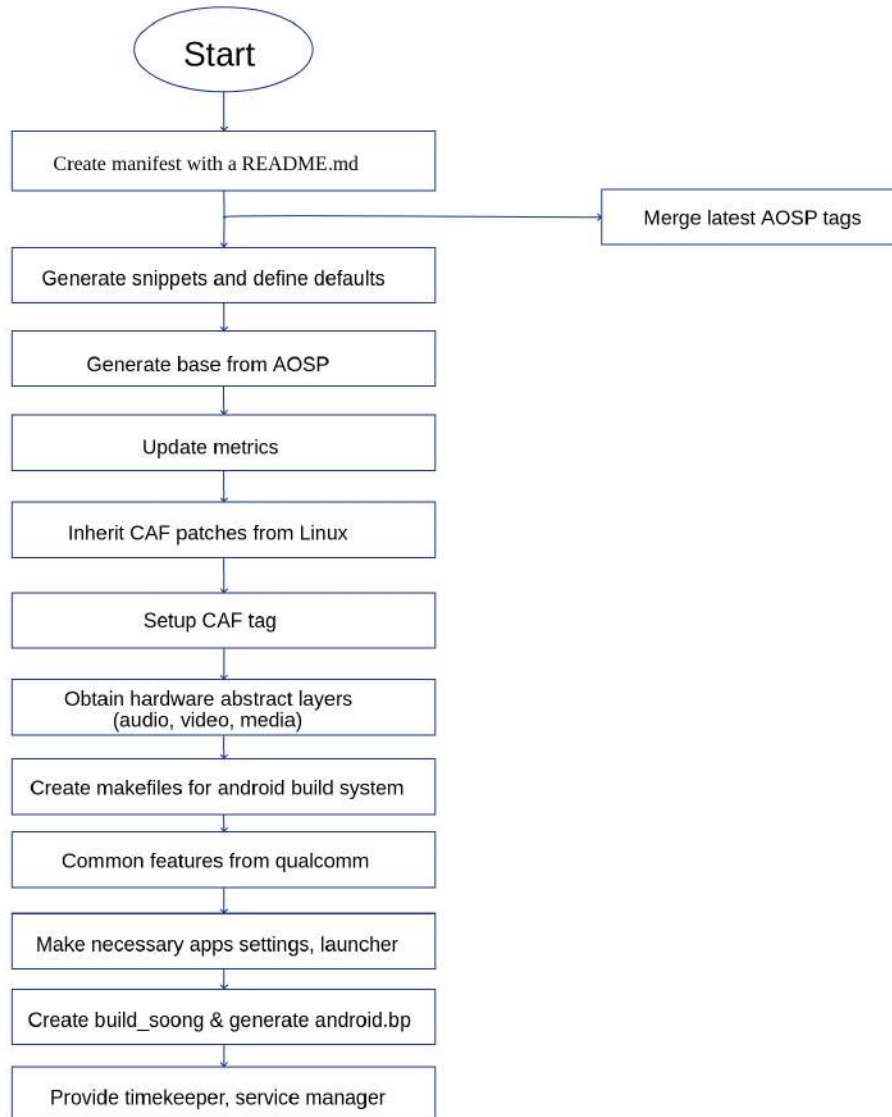 Start
Create manifest with a README.md
Merge latest AOSP tags
Generate snippets and define defaults
Generate base from AOSP
Update metrics
Inherit CAF patches from Linux
Setup CAF tag
Obtain hardware abstract layers
(audio, video, media)
Create makefiles for android build system
Common features from qualcomm
Make necessary apps settings, launcher
Create build_soong & generate android.bp
Provide timekeeper, service manager